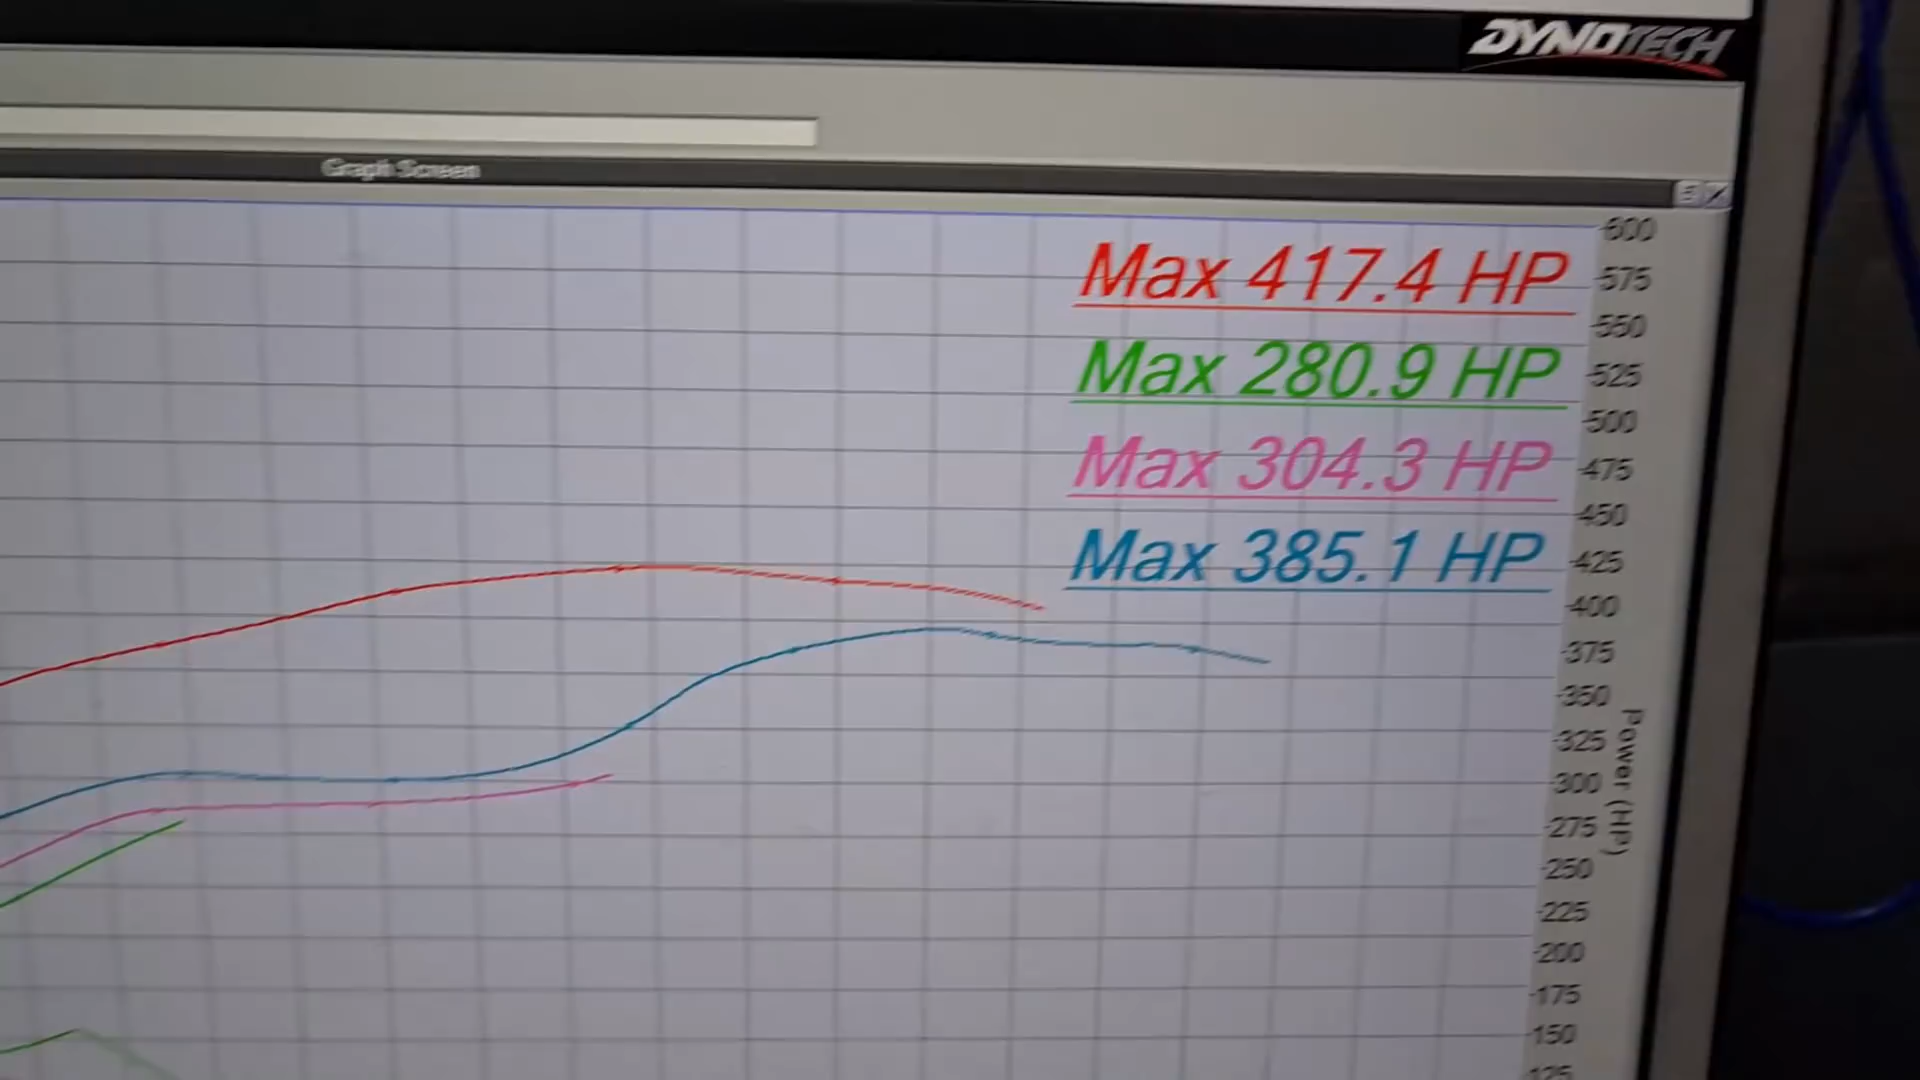 DYNOTECH
Graph Screen
Max 417.4 HP
Max 280.9 HP
Max 304.3 HP
Max 385.1 HP
600
575
550
525
500
475
450
425
400
375
350
325
300
275
250
225
200
175
150
125
Power (HP)